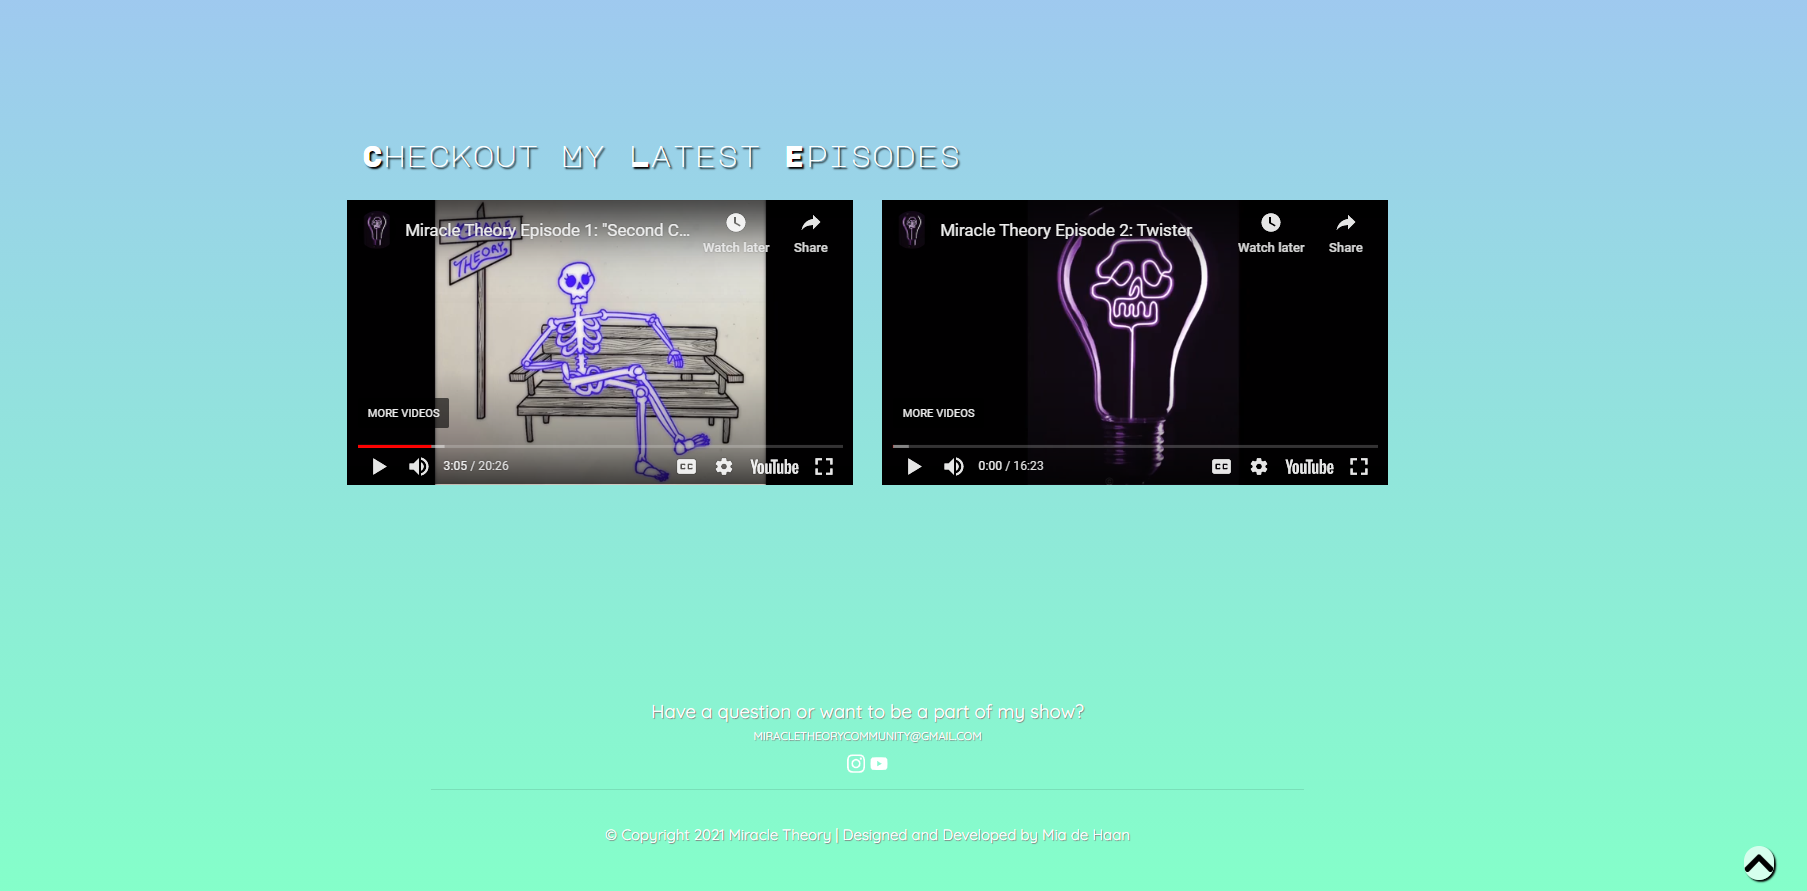 Checkout My Latest Episodes
Miracle Theory Episode 1: "Second C...
Watch later
Share
MIRACLE
THEORY
MORE VIDEOS
3:05 / 20:26
CC
YouTube
Miracle Theory Episode 2: Twister
Watch later
Share
MORE VIDEOS
0:00 / 16:23
CC
YouTube
Have a question or want to be a part of my show?
MIRACLETHEORYCOMMUNITY@GMAIL.COM
© Copyright 2021 Miracle Theory | Designed and Developed by Mia de Haan